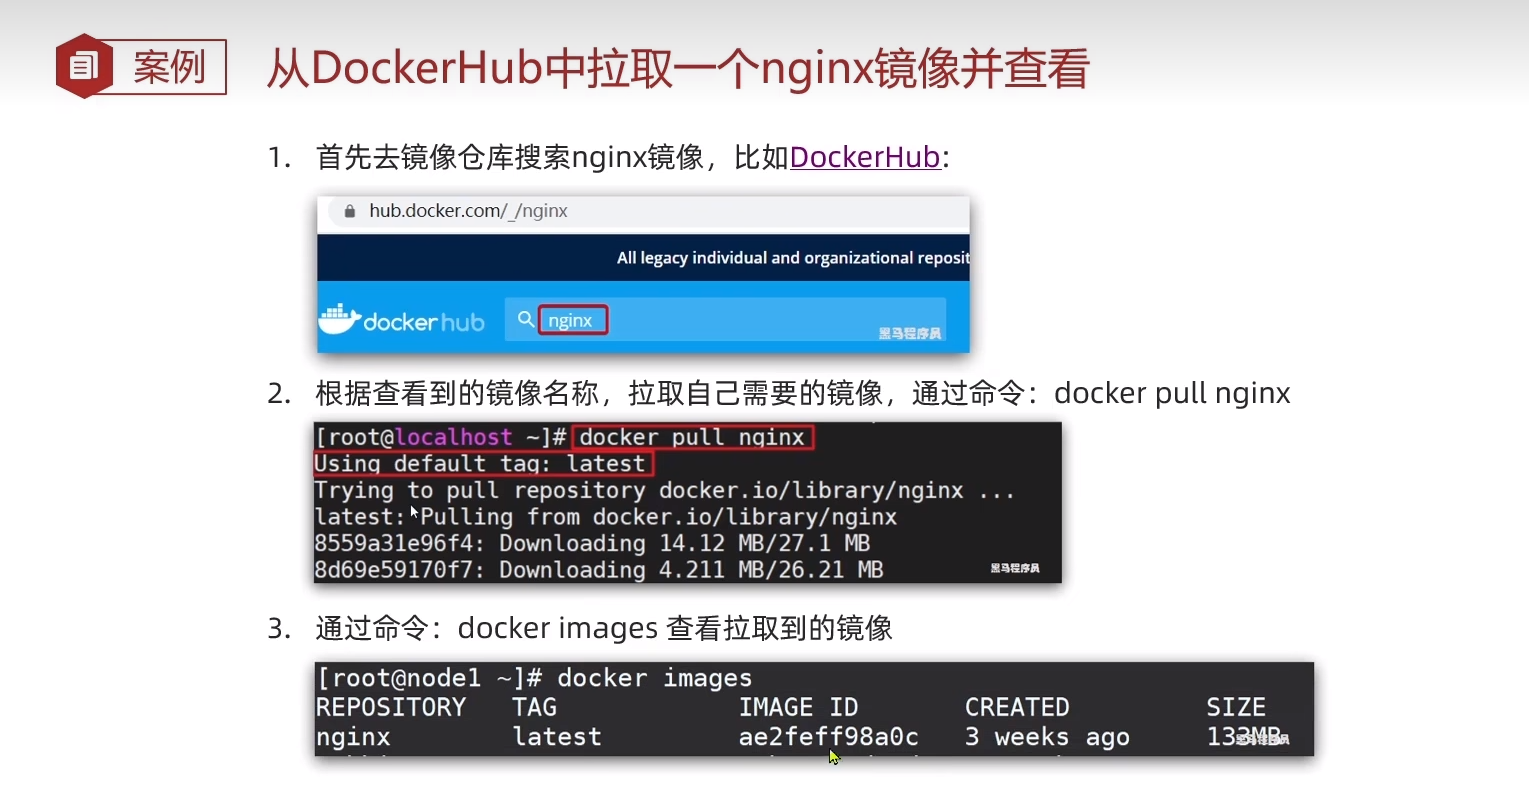 案例
从DockerHub中拉取一个nginx镜像并查看
1. 首先去镜像仓库搜索nginx镜像，比如DockerHub:
hub.docker.com/_/nginx
All legacy individual and organizational reposit
docker hub
nginx
黑马程序员
2. 根据查看到的镜像名称，拉取自己需要的镜像，通过命令：docker pull nginx
[root@localhost ~]# docker pull nginx
Using default tag: latest
Trying to pull repository docker.io/library/nginx ...
latest: Pulling from docker.io/library/nginx
8559a31e96f4: Downloading 14.12 MB/27.1 MB
8d69e59170f7: Downloading 4.211 MB/26.21 MB
黑马程序员
3. 通过命令：docker images 查看拉取到的镜像
[root@node1 ~]# docker images
REPOSITORY TAG IMAGE ID CREATED SIZE
nginx latest ae2feff98a0c 3 weeks ago 133MB
黑马程序员